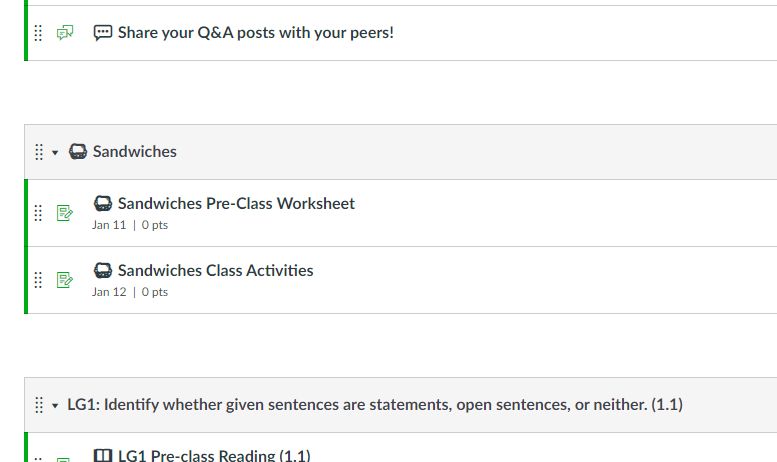 💬 Share your Q&A posts with your peers!
Sandwiches
Sandwiches Pre-Class Worksheet
Jan 11 | 0 pts
Sandwiches Class Activities
Jan 12 | 0 pts
LG1: Identify whether given sentences are statements, open sentences, or neither. (1.1)
LG1 Pre-class Reading (1.1)